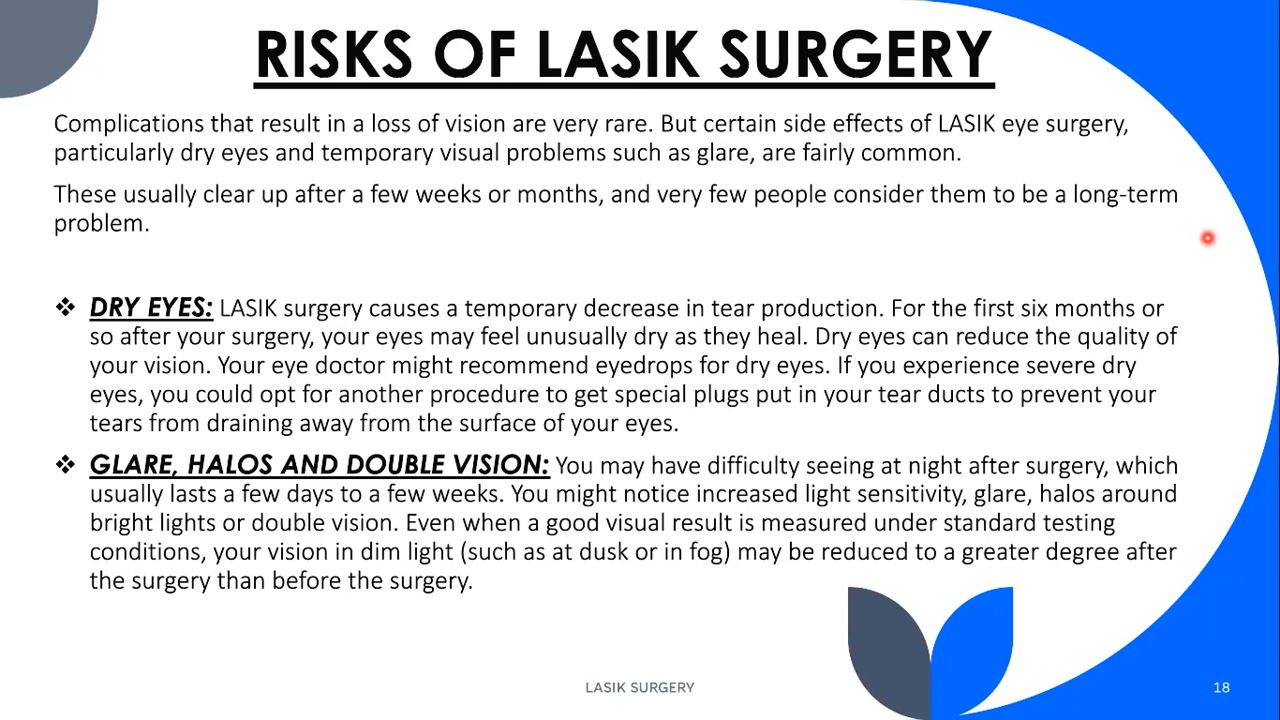 RISKS OF LASIK SURGERY
Complications that result in a loss of vision are very rare. But certain side effects of LASIK eye surgery,
particularly dry eyes and temporary visual problems such as glare, are fairly common.
These usually clear up after a few weeks or months, and very few people consider them to be a long-term
problem.
❖ DRY EYES: LASIK surgery causes a temporary decrease in tear production. For the first six months or
so after your surgery, your eyes may feel unusually dry as they heal. Dry eyes can reduce the quality of
your vision. Your eye doctor might recommend eyedrops for dry eyes. If you experience severe dry
eyes, you could opt for another procedure to get special plugs put in your tear ducts to prevent your
tears from draining away from the surface of your eyes.
❖ GLARE, HALOS AND DOUBLE VISION: You may have difficulty seeing at night after surgery, which
usually lasts a few days to a few weeks. You might notice increased light sensitivity, glare, halos around
bright lights or double vision. Even when a good visual result is measured under standard testing
conditions, your vision in dim light (such as at dusk or in fog) may be reduced to a greater degree after
the surgery than before the surgery.
LASIK SURGERY
18